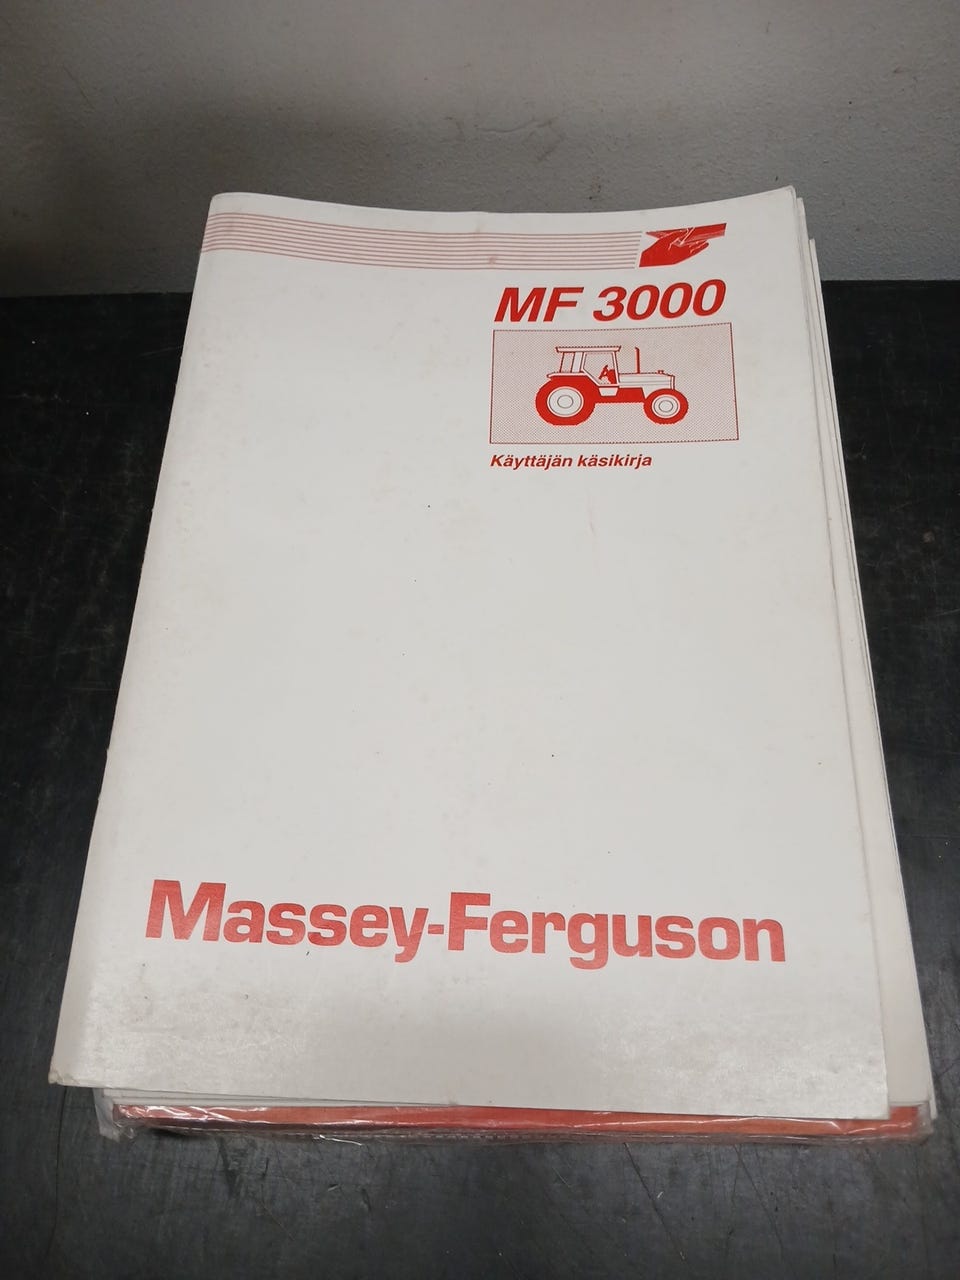 MF 3000
Käyttäjän käsikirja
Massey-Ferguson